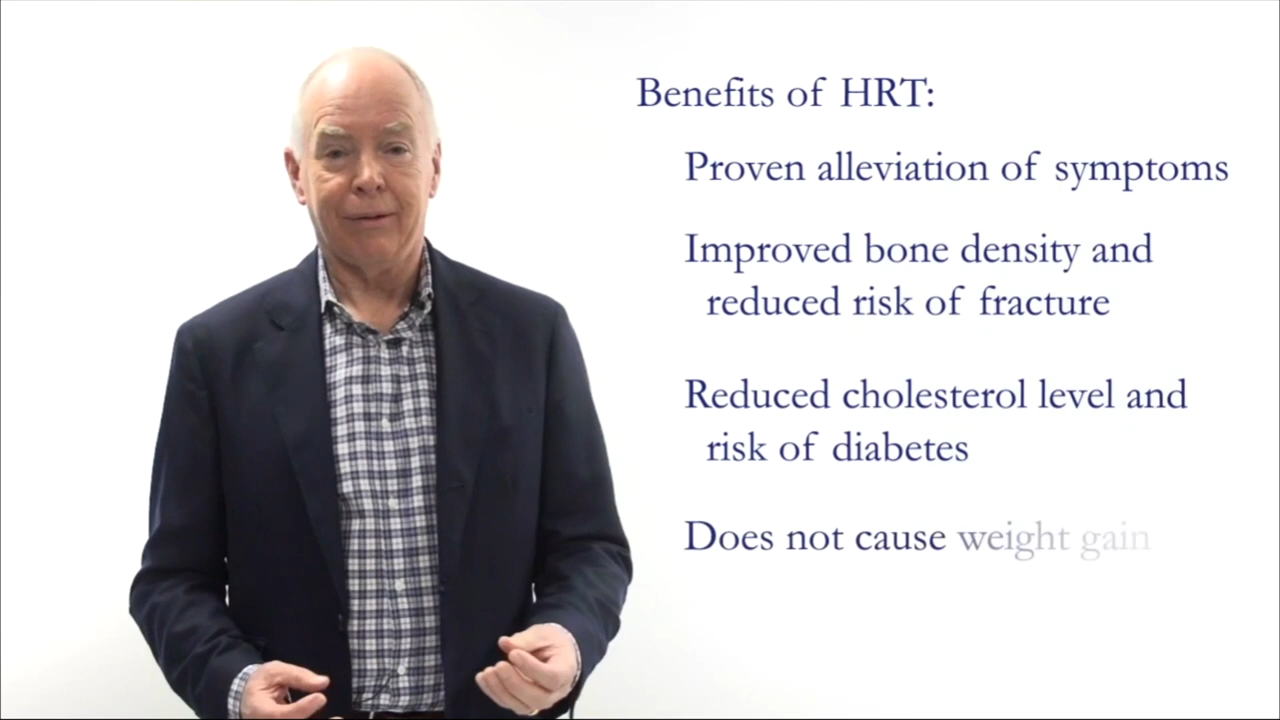 Benefits of HRT:
Proven alleviation of symptoms
Improved bone density and
reduced risk of fracture
Reduced cholesterol level and
risk of diabetes
Does not cause weight gain